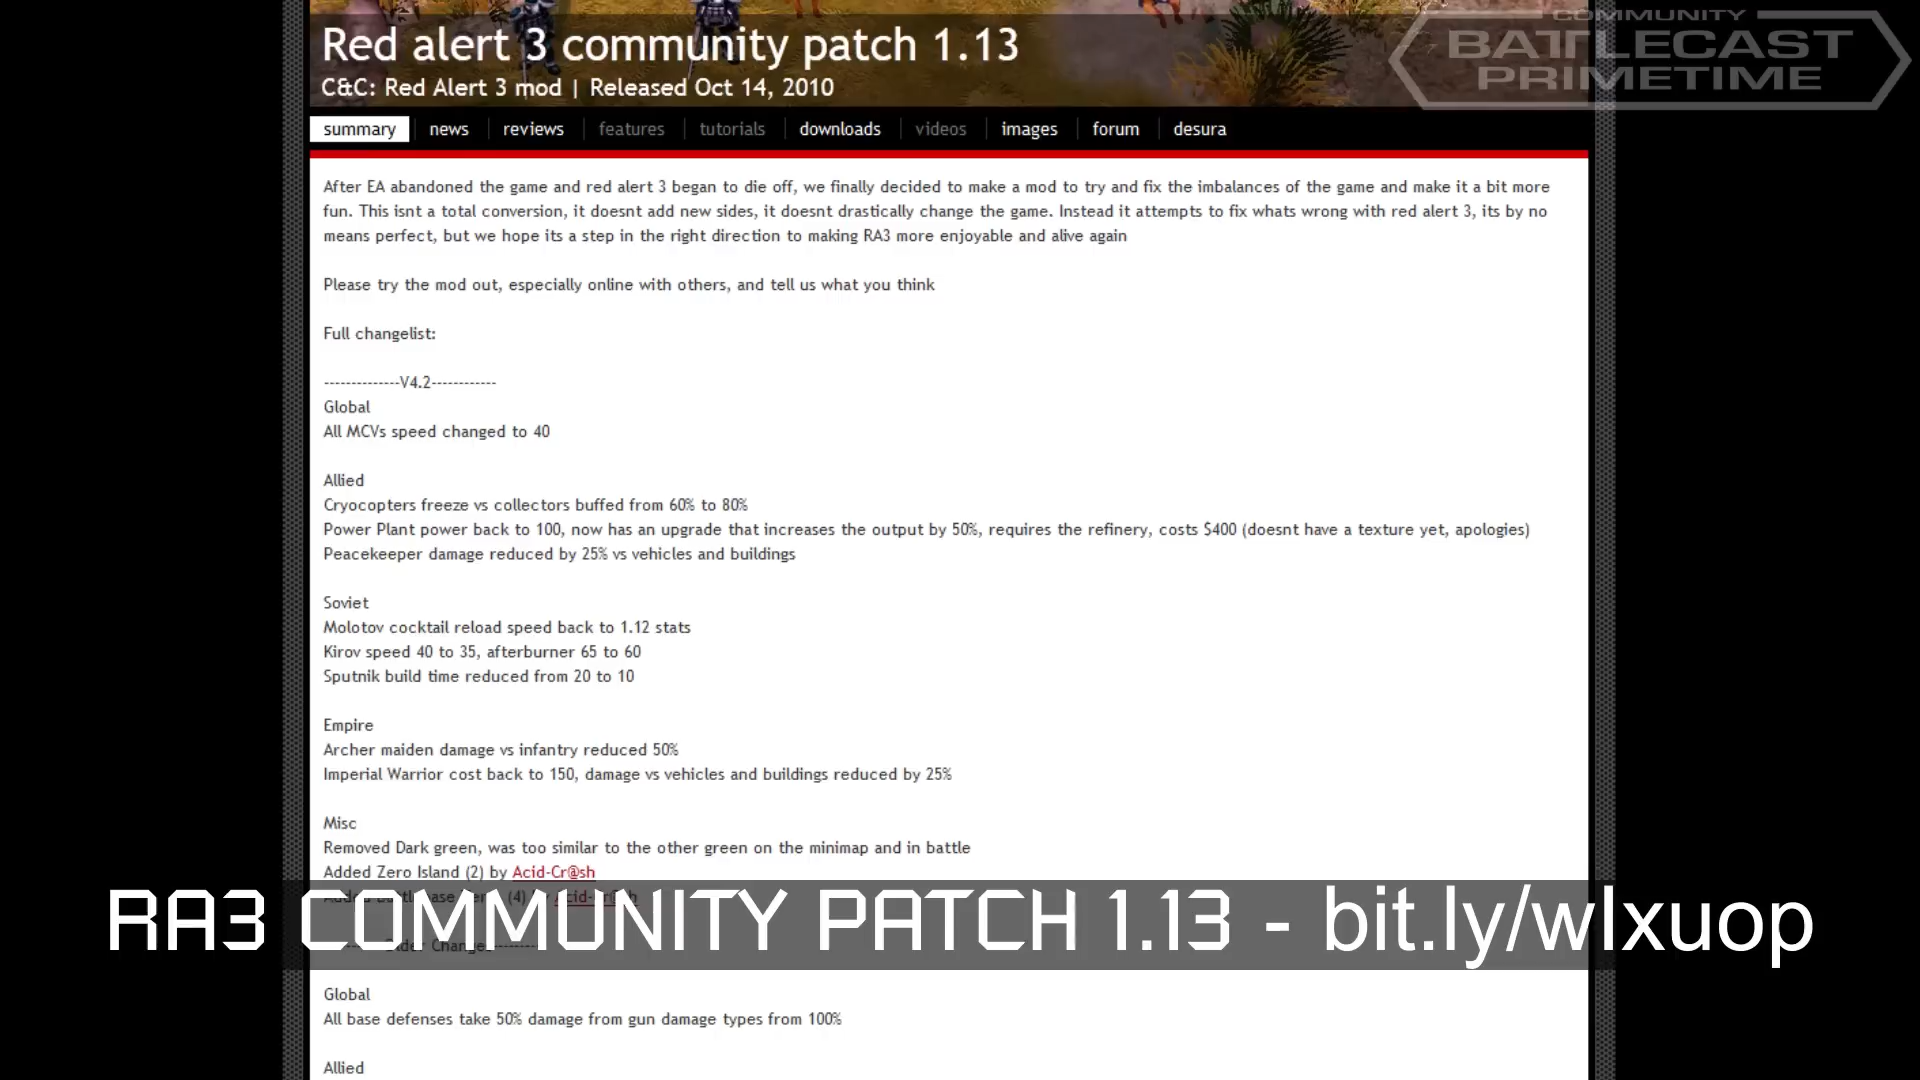 COMMUNITY
BATTLECAST
PRIMETIME
Red alert 3 community patch 1.13
C&C: Red Alert 3 mod | Released Oct 14, 2010
summary news reviews features tutorials downloads videos images forum desura
After EA abandoned the game and red alert 3 began to die off, we finally decided to make a mod to try and fix the imbalances of the game and make it a bit more
fun. This isnt a total conversion, it doesnt add new sides, it doesnt drastically change the game. Instead it attempts to fix whats wrong with red alert 3, its by no
means perfect, but we hope its a step in the right direction to making RA3 more enjoyable and alive again
Please try the mod out, especially online with others, and tell us what you think
Full changelist:
--------------V4.2------------
Global
All MCVs speed changed to 40
Allied
Cryocopters freeze vs collectors buffed from 60% to 80%
Power Plant power back to 100, now has an upgrade that increases the output by 50%, requires the refinery, costs $400 (doesnt have a texture yet, apologies)
Peacekeeper damage reduced by 25% vs vehicles and buildings
Soviet
Molotov cocktail reload speed back to 1.12 stats
Kirov speed 40 to 35, afterburner 65 to 60
Sputnik build time reduced from 20 to 10
Empire
Archer maiden damage vs infantry reduced 50%
Imperial Warrior cost back to 150, damage vs vehicles and buildings reduced by 25%
Misc
Removed Dark green, was too similar to the other green on the minimap and in battle
Added Zero Island (2) by Acid-Cr@sh
RA3 COMMUNITY PATCH 1.13 - bit.ly/wlxuop
Global
All base defenses take 50% damage from gun damage types from 100%
Allied